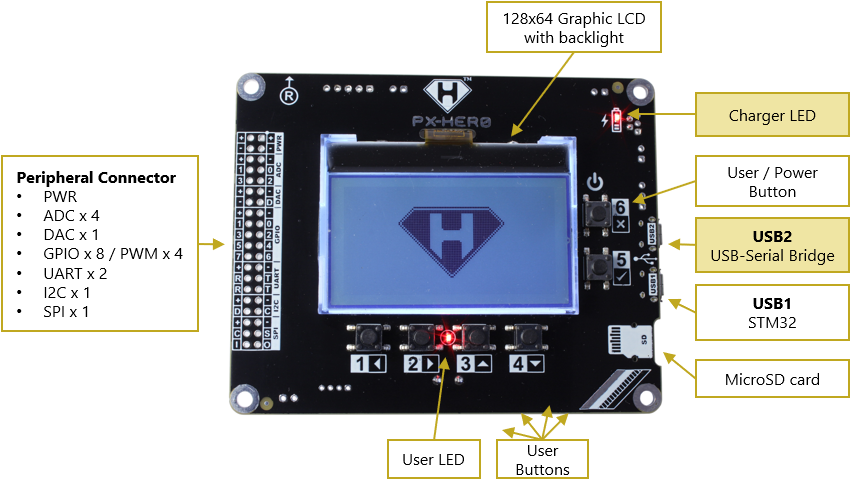 128x64 Graphic LCD
with backlight
Charger LED
User / Power
Button
USB2
USB-Serial Bridge
USB1
STM32
MicroSD card
Peripheral Connector
• PWR
• ADC x 4
• DAC x 1
• GPIO x 8 / PWM x 4
• UART x 2
• I2C x 1
• SPI x 1
User LED
User
Buttons
R
H
TM
PX-HER0
PWR
ADC
DAC
GPIO
UART
I2C
SPI
6
5
USB2
USB1
SD
H
1
2
3
4